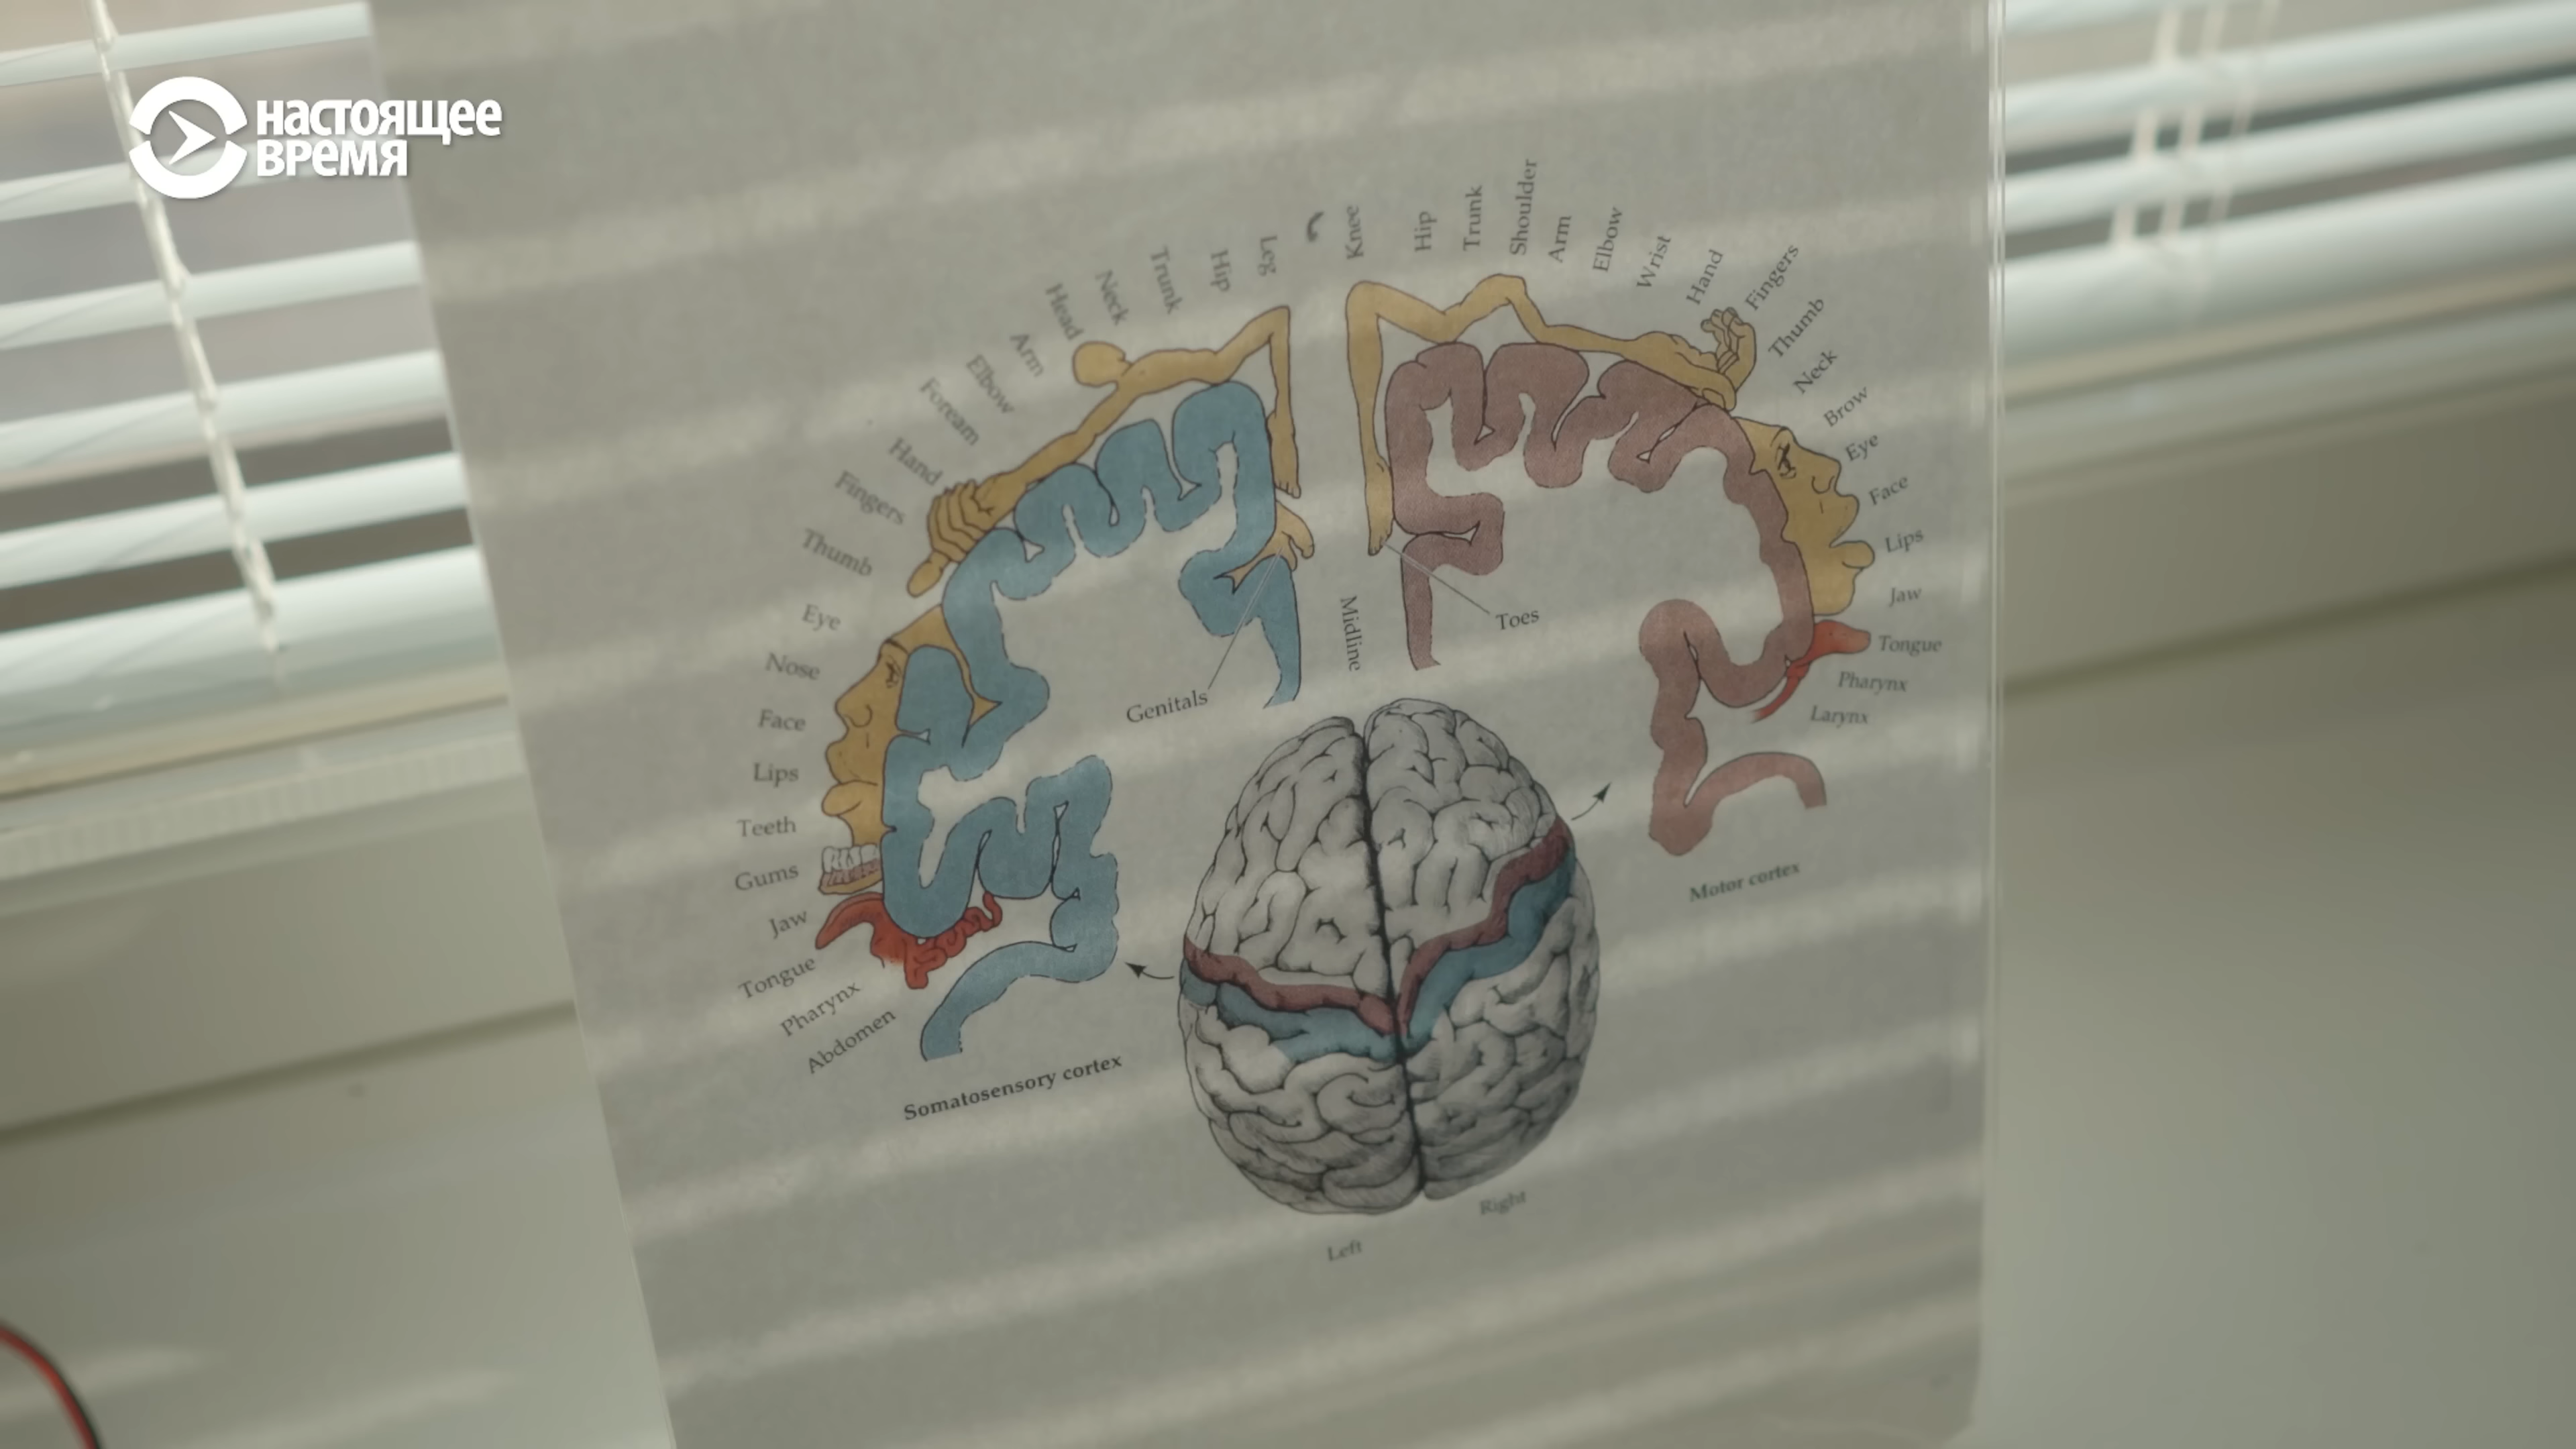 НАСТОЯЩЕЕ
ВРЕМЯ
Leg
Hip
Trunk
Neck
Head
Arm
Elbow
Foream
Hand
Fingers
Thumb
Eye
Nose
Face
Lips
Teeth
Gums
Jaw
Tongue
Pharynx
Abdomen
Genitals
Somatosensory cortex
Midline
Knee
Hip
Trunk
Shoulder
Arm
Elbow
Wrist
Hand
Fingers
Thumb
Neck
Brow
Eye
Face
Lips
Jaw
Tongue
Pharynx
Larynx
Toes
Motor cortex
Left
Right